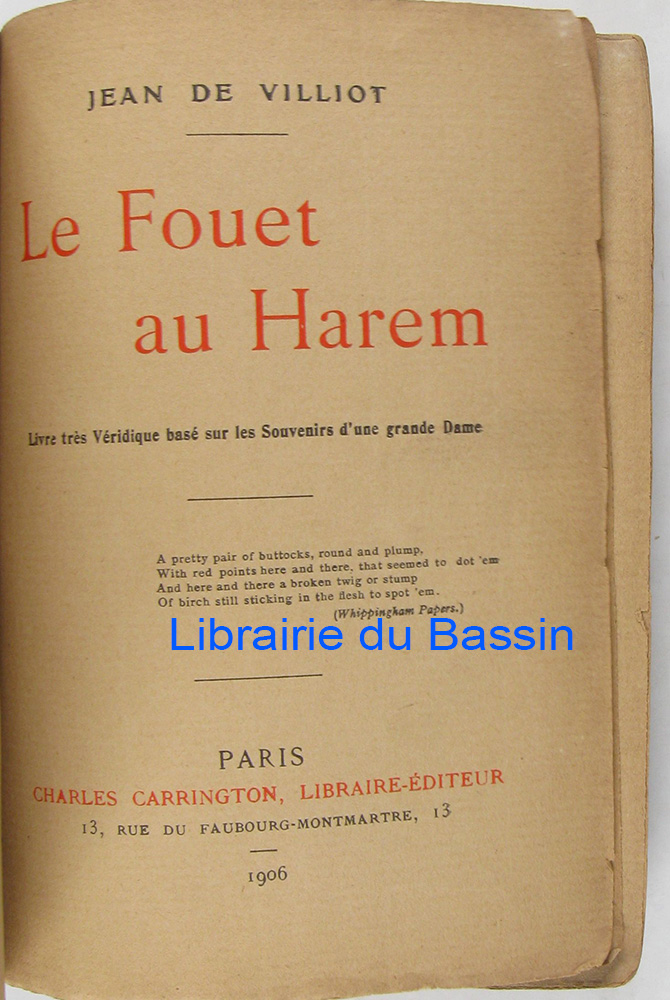 JEAN DE VILLIOT
Le Fouet
au Harem
Livre très Véridique basé sur les Souvenirs d'une grande Dame
A pretty pair of buttocks, round and plump,
With red points here and there, that seemed to dot 'em
And here and there a broken twig or stump
Of birch still sticking in the flesh to spot 'em.
(Whippingham Papers.)
Librairie du Bassin
PARIS
CHARLES CARRINGTON, LIBRAIRE-ÉDITEUR
13, RUE DU FAUBOURG-MONTMARTRE, 13
1906